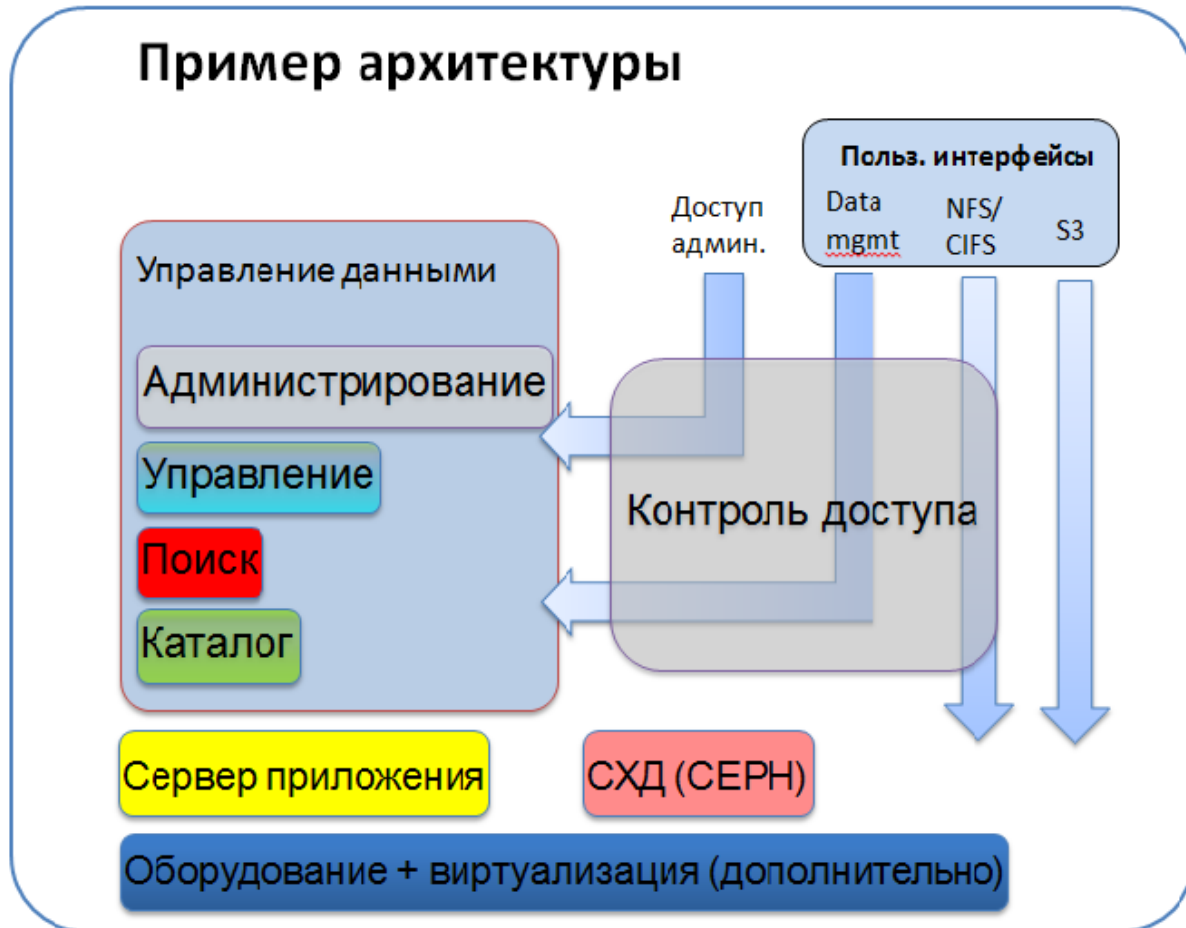 Пример архитектуры
Польз. интерфейсы
Доступ
админ.
Data
mgmt
NFS/
CIFS
S3
Управление данными
Администрирование
Управление
Поиск
Каталог
Контроль доступа
Сервер приложения
СХД (СЕРН)
Оборудование + виртуализация (дополнительно)